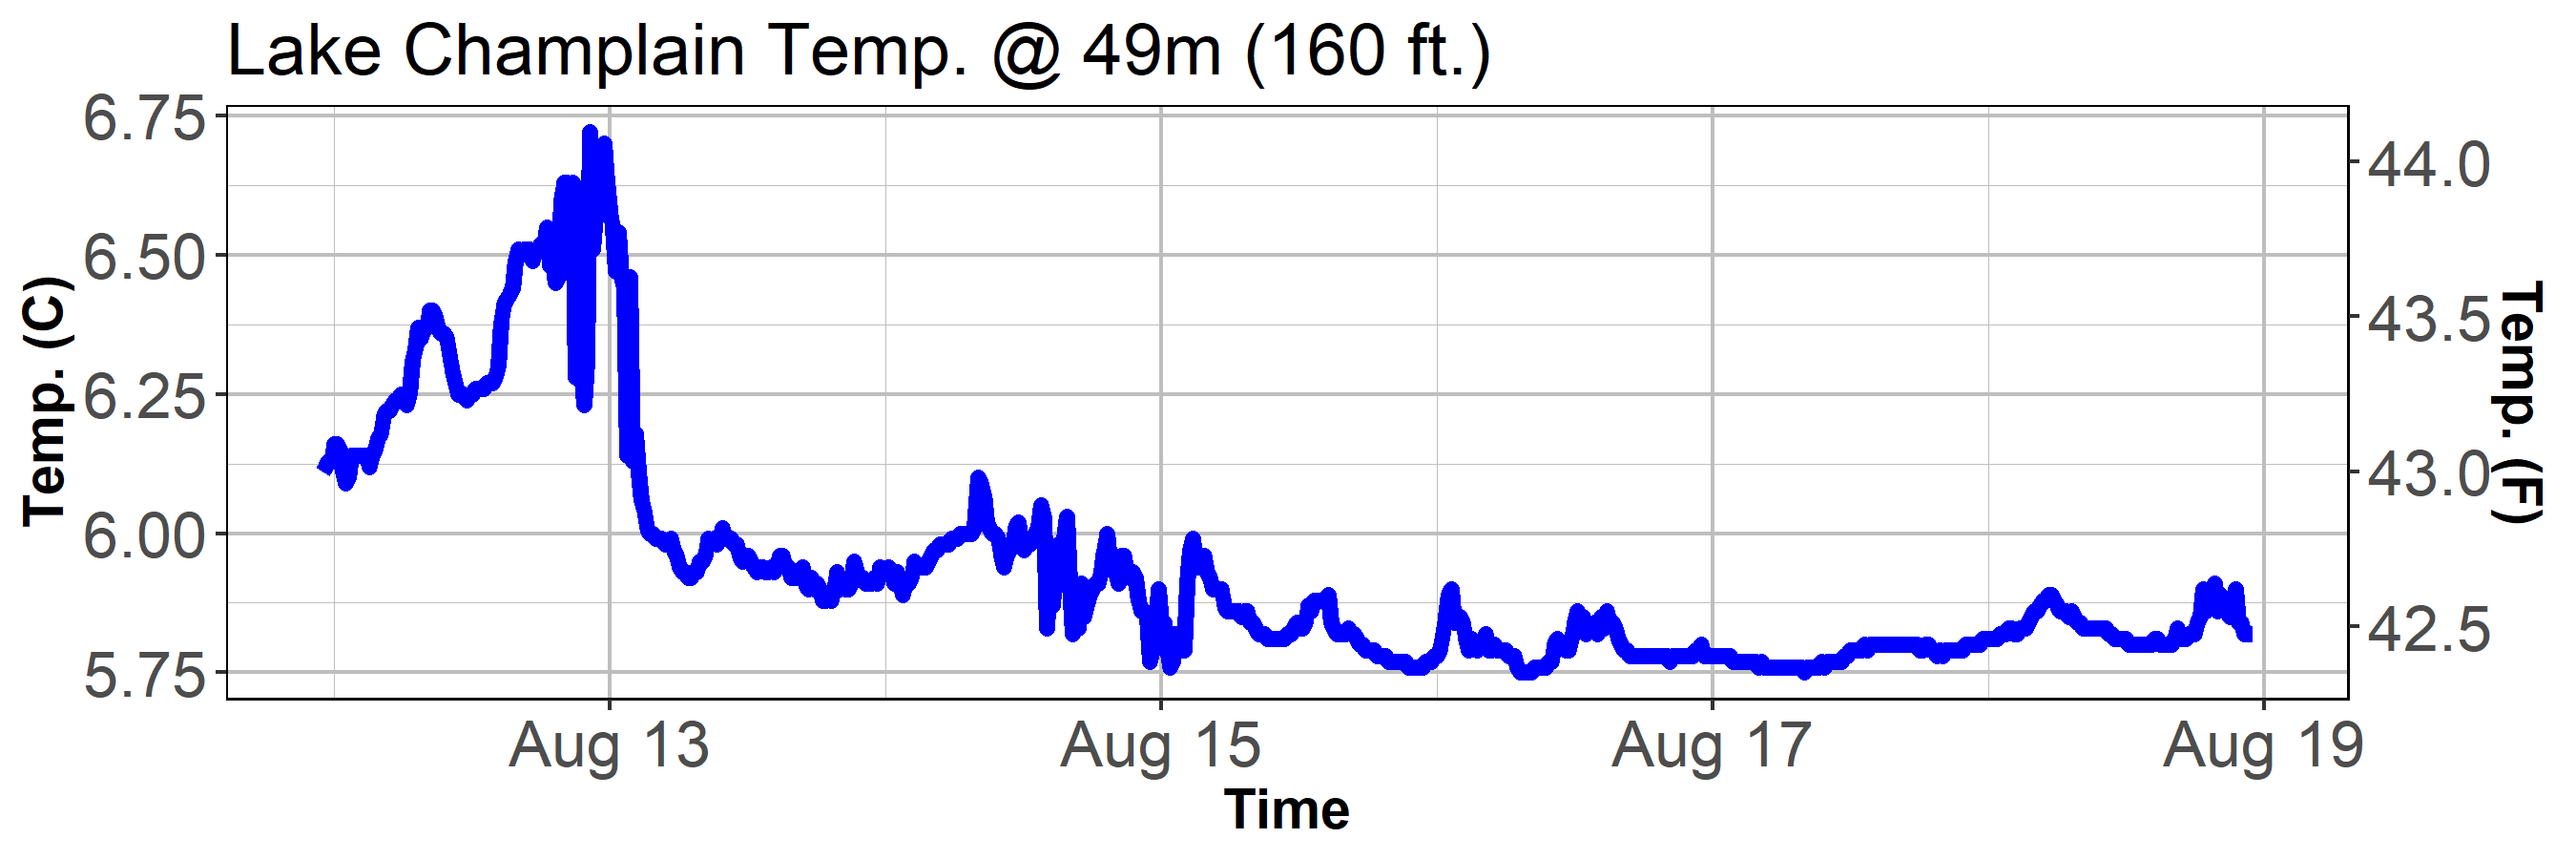 Lake Champlain Temp. @ 49m (160 ft.)
Temp. (C)
6.75
6.50
6.25
6.00
5.75
44.0
43.5
43.0
42.5
Temp. (F)
Aug 13
Aug 15
Aug 17
Aug 19
Time